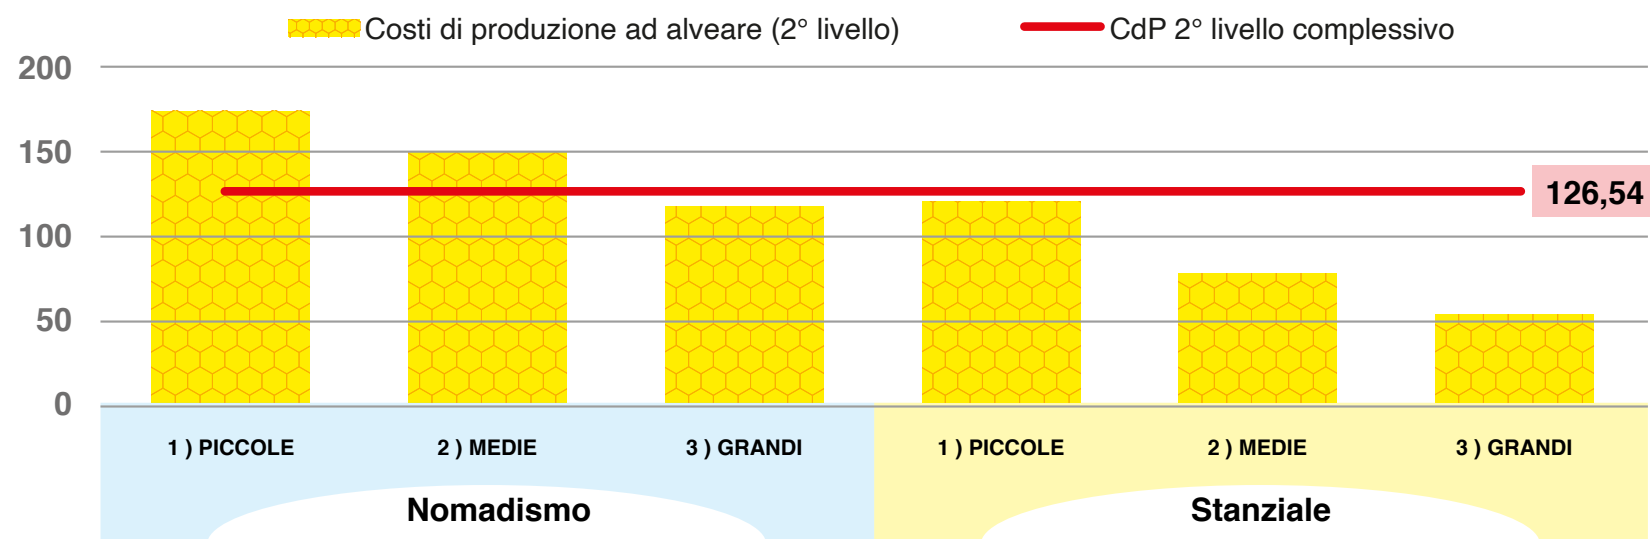 Costi di produzione ad alveare (2° livello) CdP 2° livello complessivo
200
150
126,54
100
50
0
1 ) PICCOLE 2 ) MEDIE 3 ) GRANDI 1 ) PICCOLE 2 ) MEDIE 3 ) GRANDI
Nomadismo Stanziale